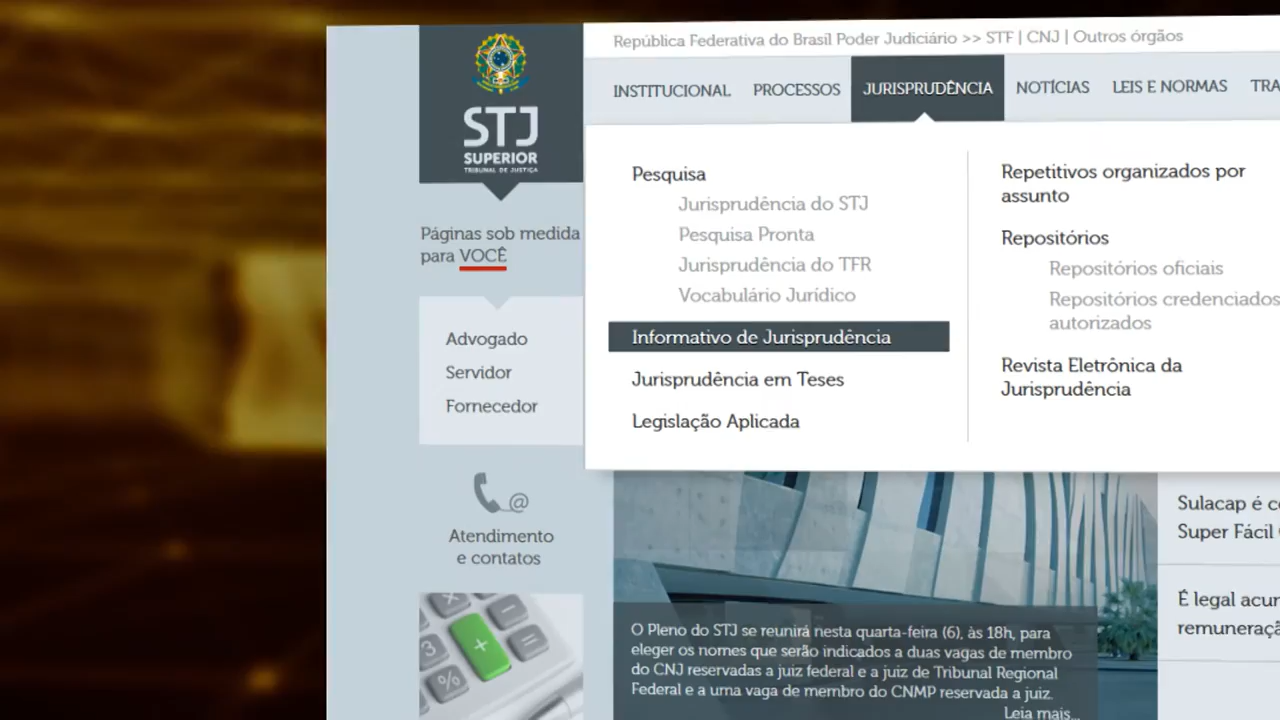 República Federativa do Brasil Poder Judiciário >> STF | CNJ | Outros órgãos
STJ
SUPERIOR
TRIBUNAL DE JUSTIÇA
INSTITUCIONAL PROCESSOS JURISPRUDÊNCIA NOTÍCIAS LEIS E NORMAS TRA
Páginas sob medida
para VOCÊ
Advogado
Servidor
Fornecedor
@
Atendimento
e contatos
Pesquisa
Jurisprudência do STJ
Pesquisa Pronta
Jurisprudência do TFR
Vocabulário Jurídico
Informativo de Jurisprudência
Jurisprudência em Teses
Legislação Aplicada
Repetitivos organizados por
assunto
Repositórios
Repositórios oficiais
Repositórios credenciados
autorizados
Revista Eletrônica da
Jurisprudência
O Pleno do STJ se reunirá nesta quarta-feira (6), às 18h, para
eleger os nomes que serão indicados a duas vagas de membro
do CNJ reservadas a juiz federal e a juiz de Tribunal Regional
Federal e a uma vaga de membro do CNMP reservada a juiz.
Leia mais...
Sulacap é c
Super Fácil
É legal acu
remuneraç
3
+
%